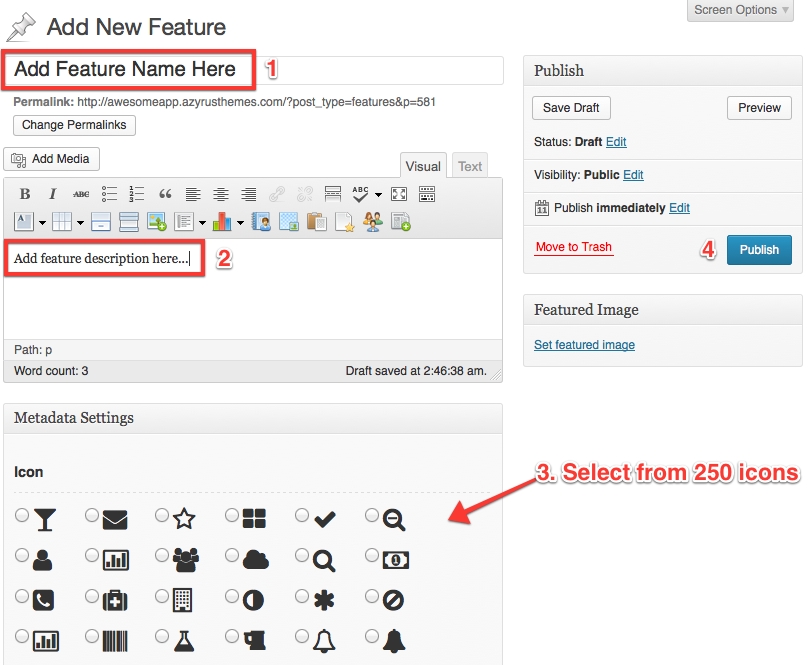 Screen Options
Add New Feature
Add Feature Name Here
1
Permalink: http://awesomeapp.azyrusthemes.com/?post_type=features&p=581
Change Permalinks
Add Media
Visual
Text
B I ABC
ABC
Add feature description here...
2
Path: p
Word count: 3
Draft saved at 2:46:38 am.
Publish
Save Draft
Preview
Status: Draft Edit
Visibility: Public Edit
Publish immediately Edit
Move to Trash
4
Publish
Featured Image
Set featured image
Metadata Settings
Icon
3. Select from 250 icons